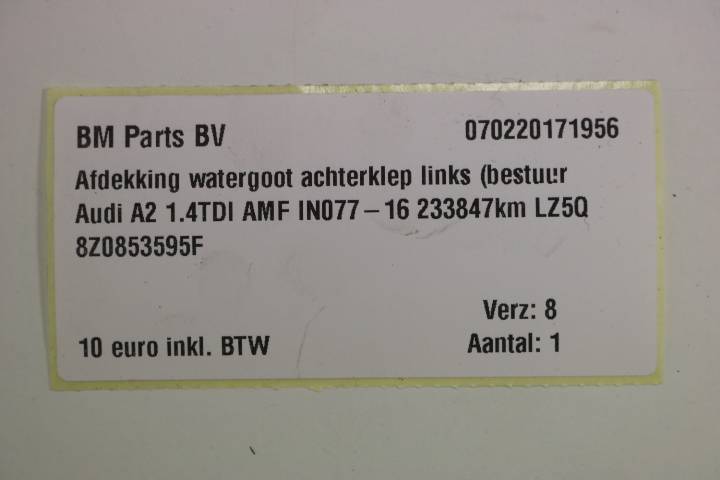 BM Parts BV 070220171956
Afdekking watergoot achterklep links (bestuur
Audi A2 1.4TDI AMF IN077 – 16 233847km LZ5Q
8Z0853595F
Verz: 8
10 euro inkl. BTW Aantal: 1